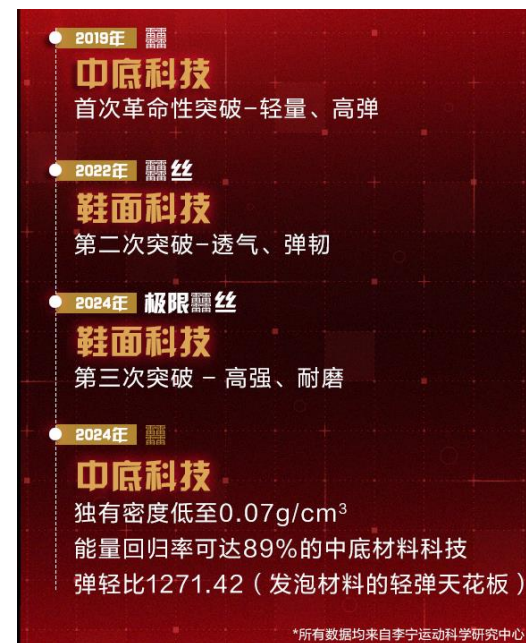 2019年 䨻
中底科技
首次革命性突破-轻量、高弹
2022年 䨻丝
鞋面科技
第二次突破-透气、弹韧
2024年 极限䨻丝
鞋面科技
第三次突破 - 高强、耐磨
2024年 䨻
中底科技
独有密度低至0.07g/cm³
能量回归率可达89%的中底材料科技
弹轻比1271.42（发泡材料的轻弹天花板）
*所有数据均来自李宁运动科学研究中心